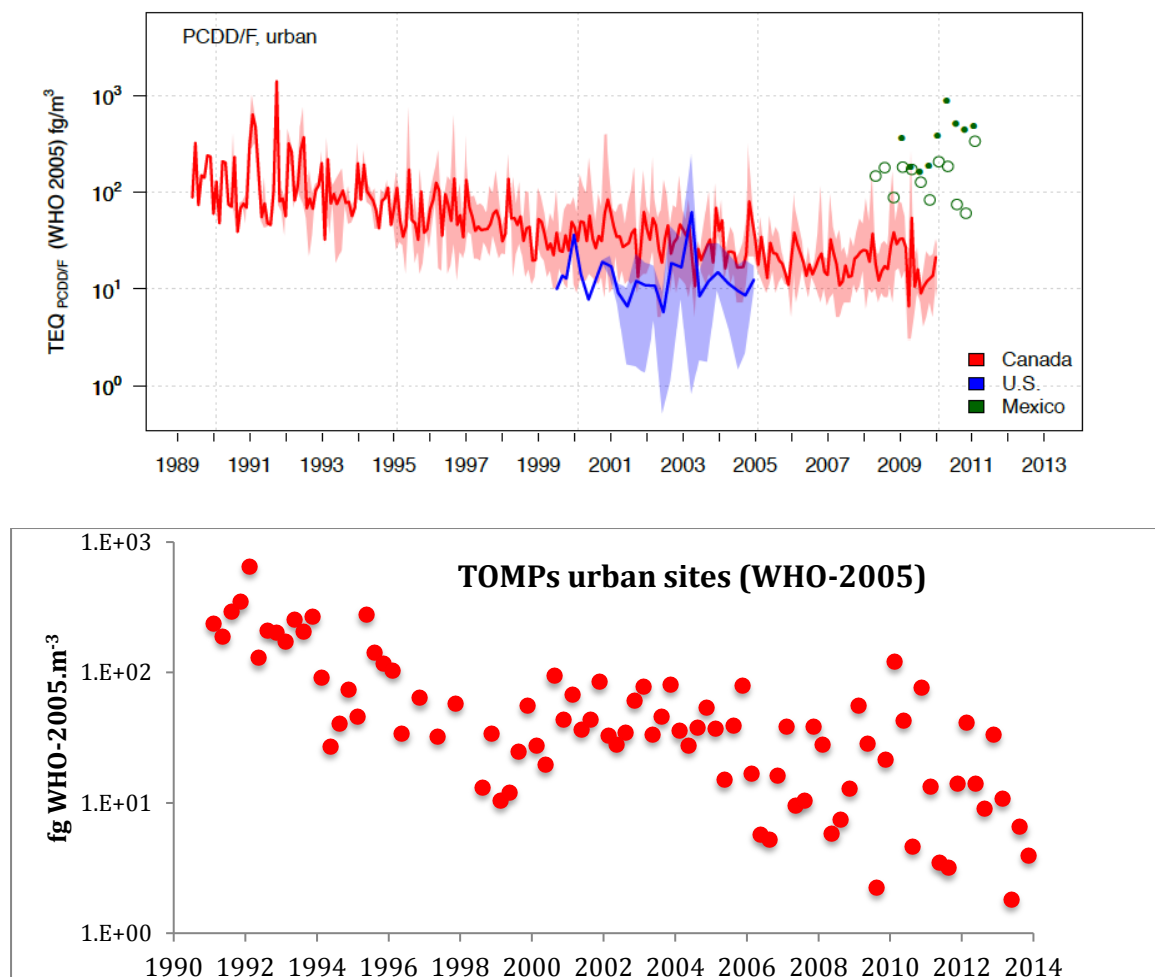 PCDD/F, urban
TEQ PCDD/F (WHO 2005) fg/m³
10³
10²
10¹
10⁰
Canada
U.S.
Mexico
1989 1991 1993 1995 1997 1999 2001 2003 2005 2007 2009 2011 2013
TOMPs urban sites (WHO-2005)
fg WHO-2005.m⁻³
1.E+03
1.E+02
1.E+01
1.E+00
1990 1992 1994 1996 1998 2000 2002 2004 2006 2008 2010 2012 2014